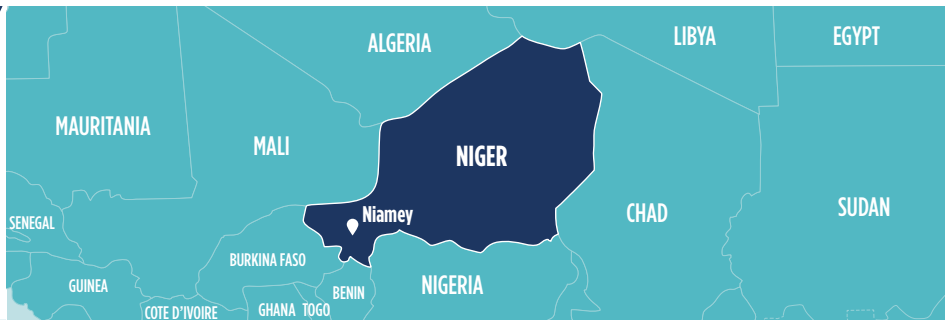 ALGERIA
LIBYA
EGYPT
MAURITANIA
MALI
NIGER
CHAD
SUDAN
SENEGAL
Niamey
BURKINA FASO
GUINEA
BENIN
NIGERIA
COTE D'IVOIRE
GHANA
TOGO